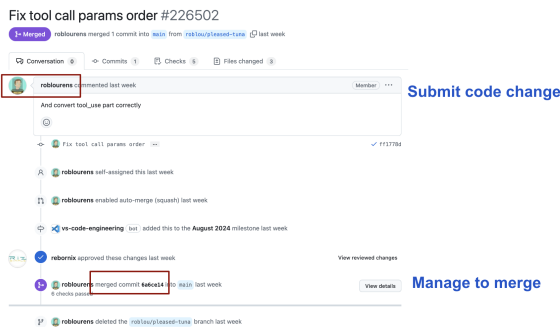 Fix tool call params order #226502
Merged roblourens merged 1 commit into main from roblou/pleased-tuna last week
Conversation 0 Commits 1 Checks 5 Files changed 3
roblourens commented last week Member ···
Submit code change
And convert tool_use part correctly
Fix tool call params order ··· ff1778d
roblourens self-assigned this last week
roblourens enabled auto-merge (squash) last week
vs-code-engineering bot added this to the August 2024 milestone last week
rebornix approved these changes last week View reviewed changes
roblourens merged commit 6a6ce14 into main last week View details
6 checks passed
Manage to merge
roblourens deleted the roblou/pleased-tuna branch last week